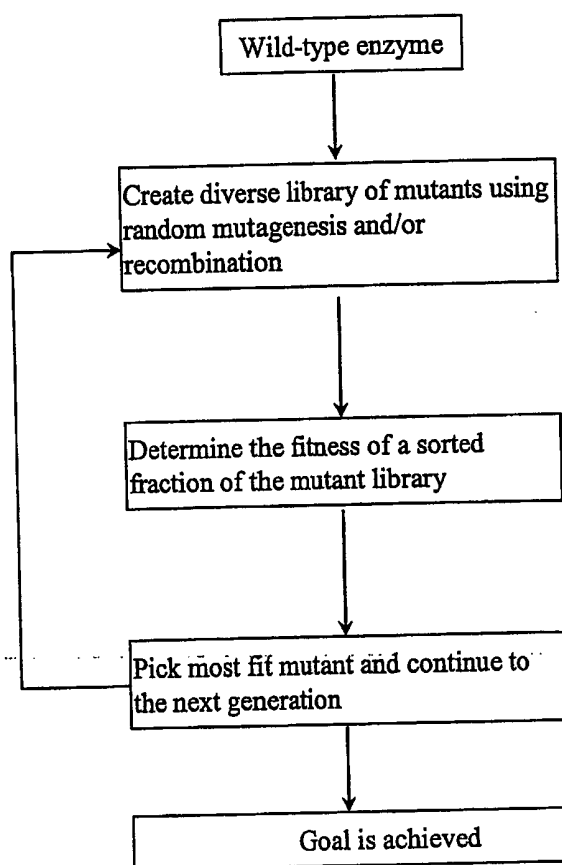 Wild-type enzyme
Create diverse library of mutants using
random mutagenesis and/or
recombination
Determine the fitness of a sorted
fraction of the mutant library
Pick most fit mutant and continue to
the next generation
Goal is achieved